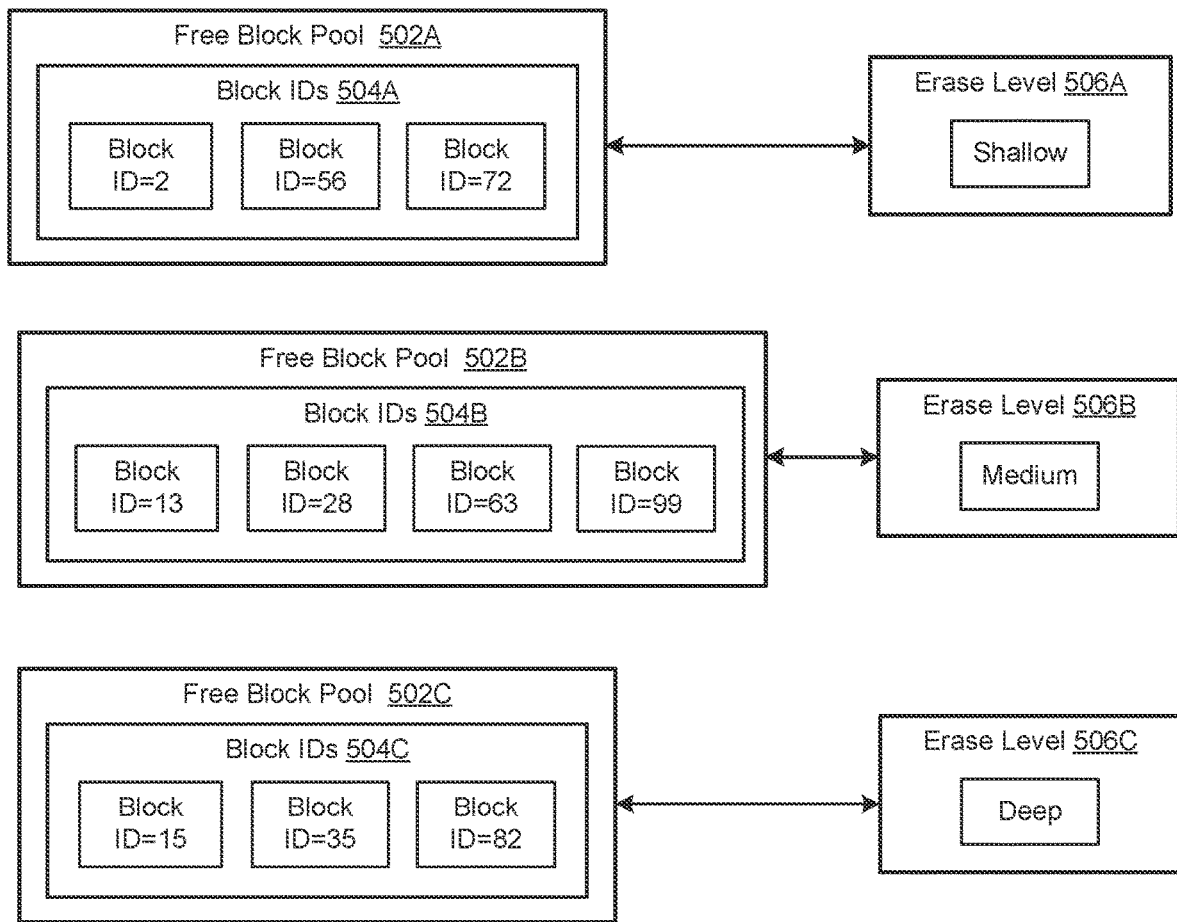 Free Block Pool 502A
Block IDs 504A
Block ID=2
Block ID=56
Block ID=72
Erase Level 506A
Shallow
Free Block Pool 502B
Block IDs 504B
Block ID=13
Block ID=28
Block ID=63
Block ID=99
Erase Level 506B
Medium
Free Block Pool 502C
Block IDs 504C
Block ID=15
Block ID=35
Block ID=82
Erase Level 506C
Deep